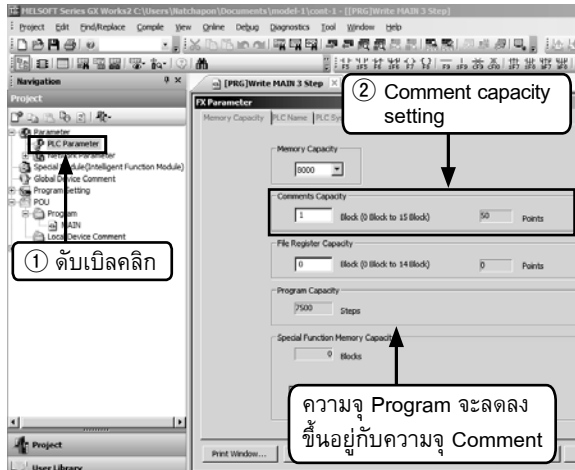 MELSOFT Series GX Works2 C:\Users\Natchapon\Documents\model-1\cont-1 - [[PRG]Write MAIN 3 Step]
Project Edit Find/Replace Compile View Online Debug Diagnostics Tool Window Help
Navigation
[PRG]Write MAIN 3 Step
Project
Parameter
PLC Parameter
Network Parameter
Special Module(Intelligent Function Module)
Global Device Comment
Program Setting
POU
Program
MAIN
Local Device Comment
① ดับเบิลคลิก
Project
User Library
FX Parameter
Memory Capacity PLC Name
② Comment capacity
setting
Memory Capacity
8000
Comments Capacity
1 Block (0 Block to 15 Block) 50 Points
File Register Capacity
0 Block (0 Block to 14 Block) 0 Points
Program Capacity
7500 Steps
Special Function Memory Capacity
0 Blocks
ความจุ Program จะลดลง
ขึ้นอยู่กับความจุ Comment
Print Window...